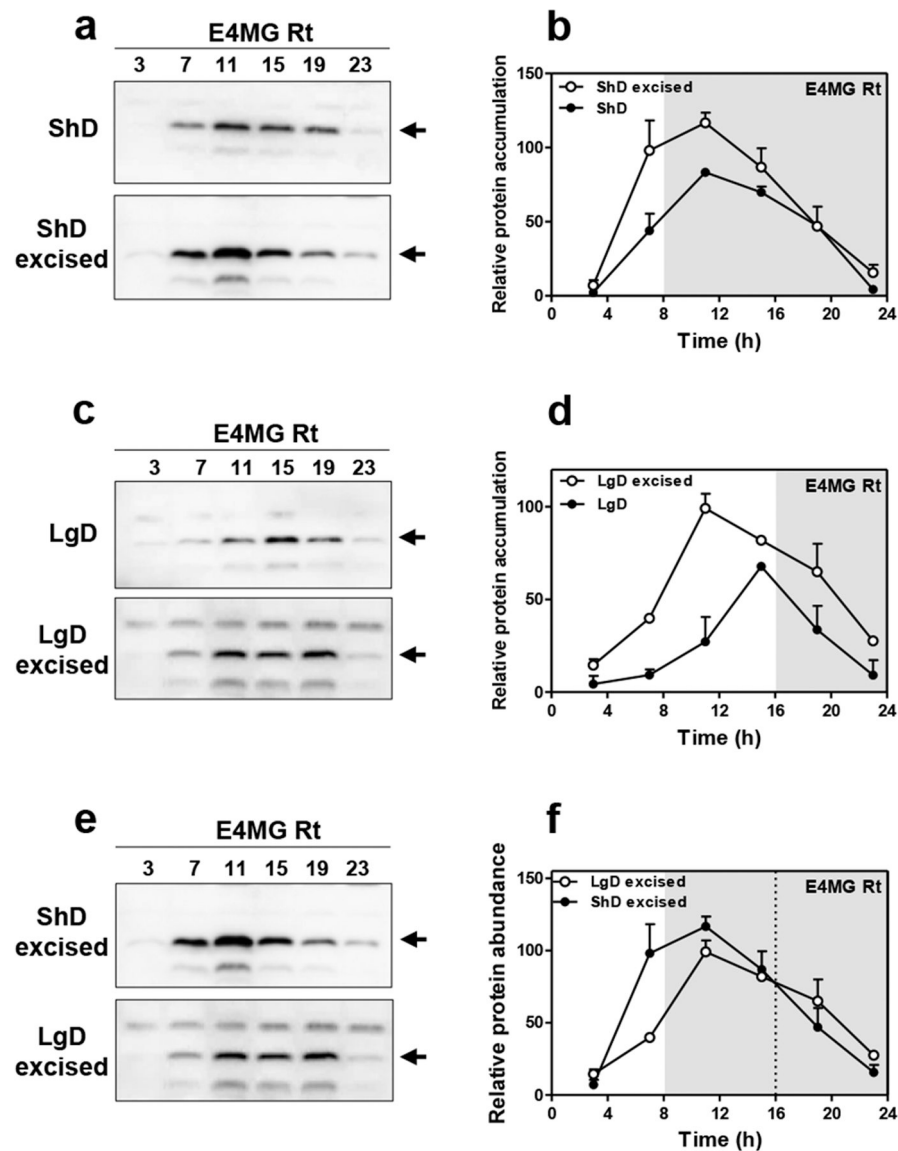 a
E4MG Rt
3 7 11 15 19 23
ShD
ShD
excised
b
150
100
50
0
Relative protein accumulation
ShD excised
ShD
E4MG Rt
0 4 8 12 16 20 24
Time (h)
c
E4MG Rt
3 7 11 15 19 23
LgD
LgD
excised
d
100
50
0
Relative protein accumulation
LgD excised
LgD
E4MG Rt
0 4 8 12 16 20 24
Time (h)
e
E4MG Rt
3 7 11 15 19 23
ShD
excised
LgD
excised
f
150
100
50
0
Relative protein abundance
LgD excised
ShD excised
E4MG Rt
0 4 8 12 16 20 24
Time (h)